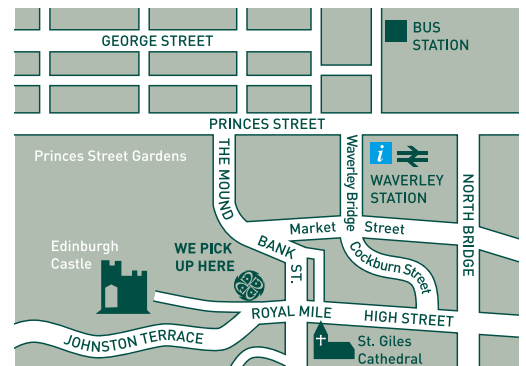 GEORGE STREET
BUS
STATION
PRINCES STREET
Princes Street Gardens
THE MOUND
Waverley Bridge
i
WAVERLEY
STATION
NORTH BRIDGE
Market Street
BANK ST.
Cockburn Street
Edinburgh
Castle
WE PICK
UP HERE
ROYAL MILE
HIGH STREET
JOHNSTON TERRACE
St. Giles
Cathedral